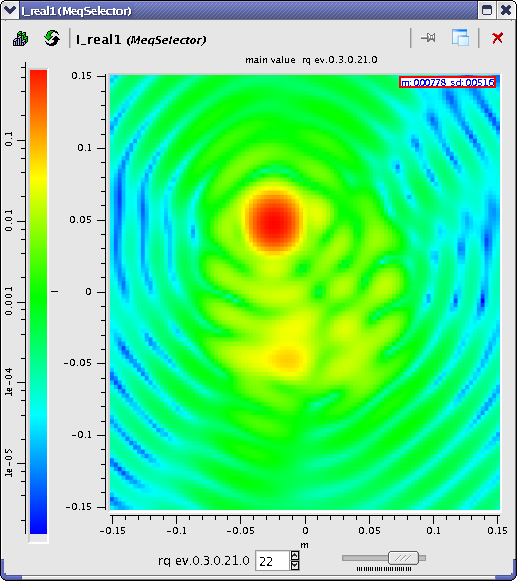 I_real1 (MeqSelector)
I_real1 (MeqSelector)
main value rq ev.0.3.0.21.0
m:000778 sd:00516
0.15
0.1
0.05
0
-0.05
-0.1
-0.15
0.1
0.01
0.001
1e-04
1e-05
-0.15 -0.10 -0.05 0 0.05 0.10 0.15
m
rq ev.0.3.0.21.0 22